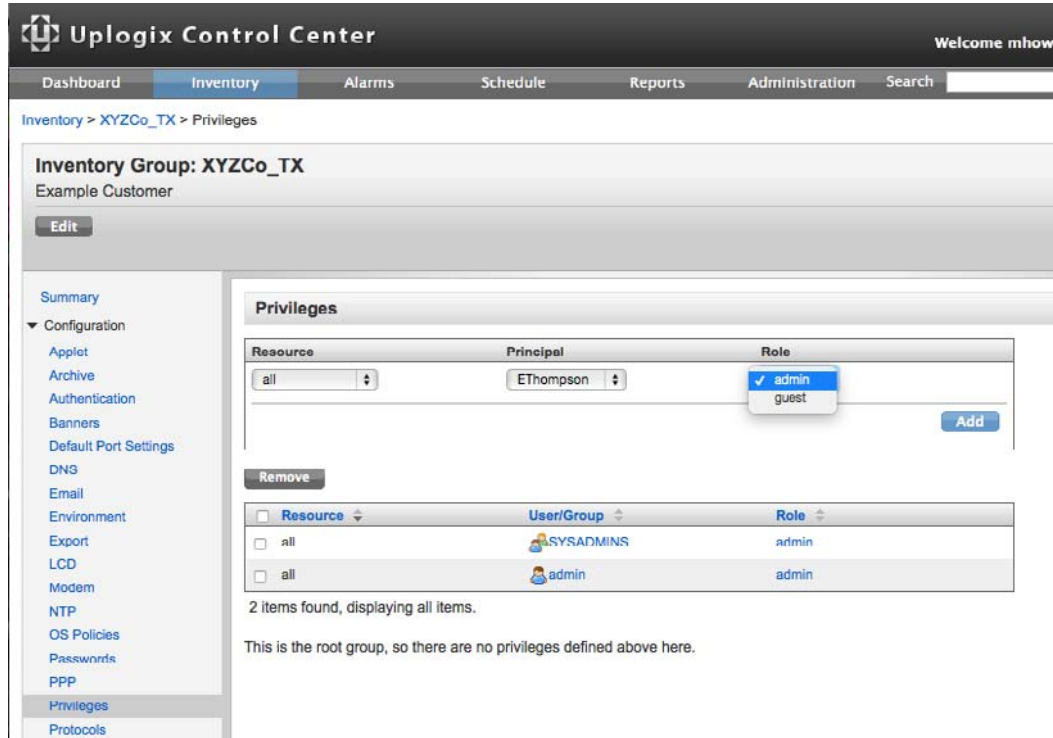 Uplogix Control Center
Welcome mhow
Dashboard Inventory Alarms Schedule Reports Administration Search
Inventory > XYZCo_TX > Privileges
Inventory Group: XYZCo_TX
Example Customer
Edit
Summary
Configuration
Applet
Archive
Authentication
Banners
Default Port Settings
DNS
Email
Environment
Export
LCD
Modem
NTP
OS Policies
Passwords
PPP
Privileges
Protocols
Privileges
Resource Principal Role
all EThompson admin
guest
Add
Remove
Resource User/Group Role
all SYSADMINS admin
all admin admin
2 items found, displaying all items.
This is the root group, so there are no privileges defined above here.